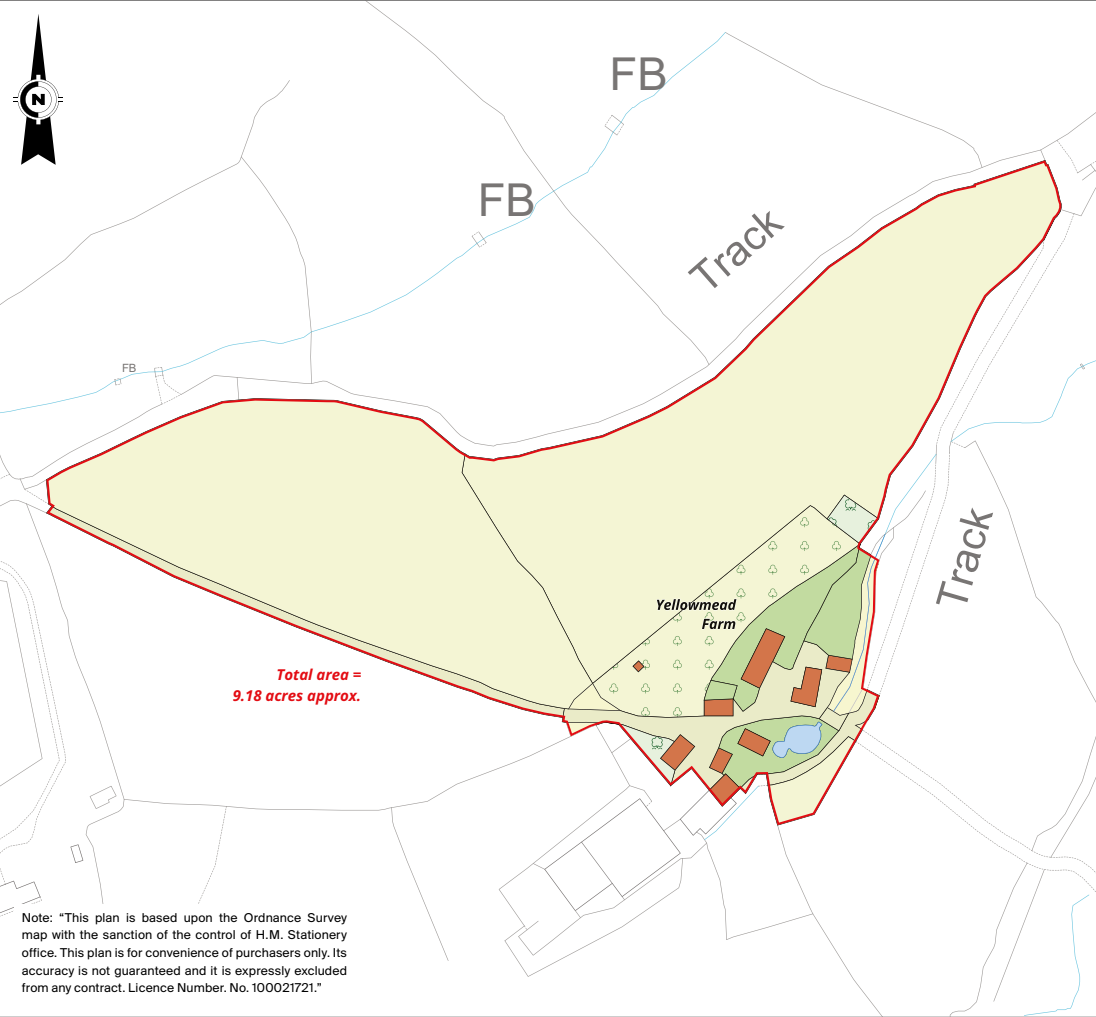 FB
N
FB
Track
FB
Track
Yellowmead
Farm
Total area =
9.18 acres approx.
Note: “This plan is based upon the Ordnance Survey
map with the sanction of the control of H.M. Stationery
office. This plan is for convenience of purchasers only. Its
accuracy is not guaranteed and it is expressly excluded
from any contract. Licence Number. No. 100021721.”